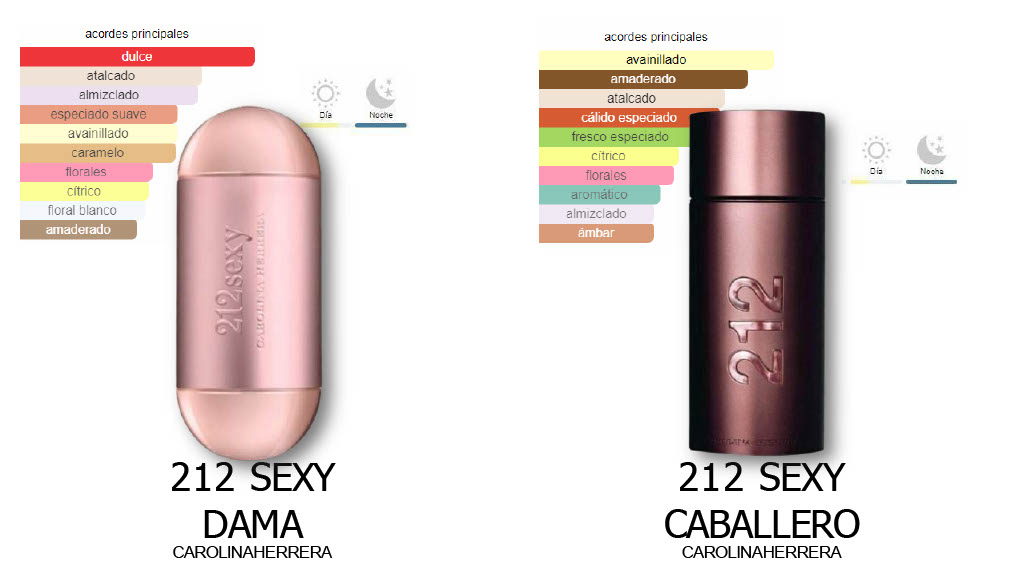 acordes principales
dulce
atalcado
almizclado
especiado suave
avainillado
caramelo
florales
cítrico
floral blanco
amaderado
Día
Noche
212sexy
CAROLINA HERRERA
212 SEXY
DAMA
CAROLINAHERRERA
acordes principales
avainillado
amaderado
atalcado
cálido especiado
fresco especiado
cítrico
florales
aromático
almizclado
ámbar
Día
Noche
212
212 SEXY
CABALLERO
CAROLINAHERRERA